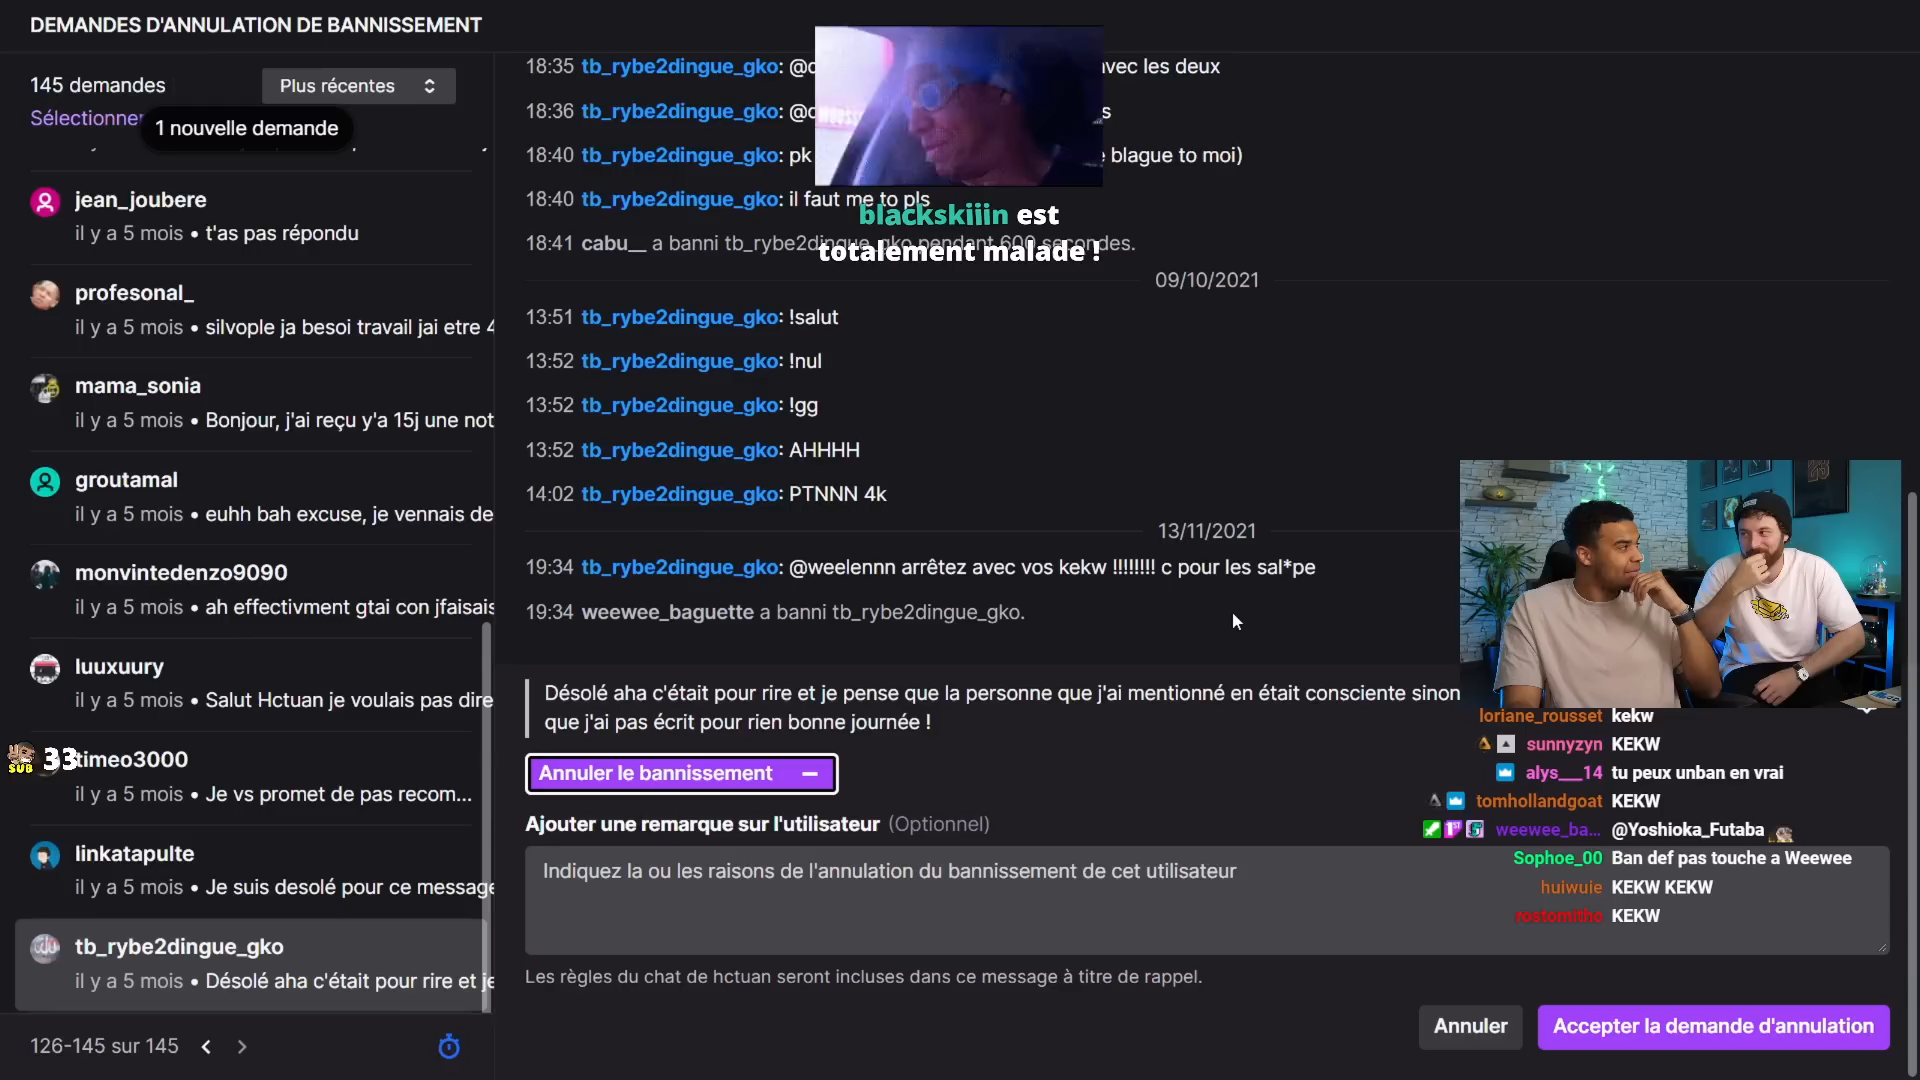 DEMANDES D'ANNULATION DE BANNISSEMENT
145 demandes
Plus récentes
Sélectionner
1 nouvelle demande
jean_joubere
il y a 5 mois • t'as pas répondu
profesonal_
il y a 5 mois • silvople ja besoi travail jai etre 4
mama_sonia
il y a 5 mois • Bonjour, j'ai reçu y'a 15j une not
groutamal
il y a 5 mois • euhh bah excuse, je vennais de
monvintedenzo9090
il y a 5 mois • ah effectivment gtai con jfaisais
luuxuury
il y a 5 mois • Salut Hctuan je voulais pas dire
SUB 33
timeo3000
il y a 5 mois • Je vs promet de pas recom...
linkatapulte
il y a 5 mois • Je suis desolé pour ce message
tb_rybe2dingue_gko
il y a 5 mois • Désolé aha c'était pour rire et je
126-145 sur 145
18:35 tb_rybe2dingue_gko: @ avec les deux
18:36 tb_rybe2dingue_gko: @ s
18:40 tb_rybe2dingue_gko: pk blague to moi)
18:40 tb_rybe2dingue_gko: il faut me to pls
18:41 cabu__ a banni tb_rybe2dingue_gko pendant 600 secondes.
blackskiiin est
totalement malade !
09/10/2021
13:51 tb_rybe2dingue_gko: !salut
13:52 tb_rybe2dingue_gko: !nul
13:52 tb_rybe2dingue_gko: !gg
13:52 tb_rybe2dingue_gko: AHHHH
14:02 tb_rybe2dingue_gko: PTNNN 4k
13/11/2021
19:34 tb_rybe2dingue_gko: @weelennn arrêtez avec vos kekw !!!!!!!! c pour les sal*pe
19:34 weewee_baguette a banni tb_rybe2dingue_gko.
Désolé aha c'était pour rire et je pense que la personne que j'ai mentionné en était consciente sinon
que j'ai pas écrit pour rien bonne journée !
Annuler le bannissement
Ajouter une remarque sur l'utilisateur (Optionnel)
Indiquez la ou les raisons de l'annulation du bannissement de cet utilisateur
Les règles du chat de hctuan seront incluses dans ce message à titre de rappel.
Annuler
Accepter la demande d'annulation
23
loriane_rousset kekw
sunnyzyn KEKW
alys___14 tu peux unban en vrai
tomhollandgoat KEKW
weewee_ba... @Yoshioka_Futaba
Sophoe_00 Ban def pas touche a Weewee
huiwuie KEKW KEKW
rostomitho KEKW